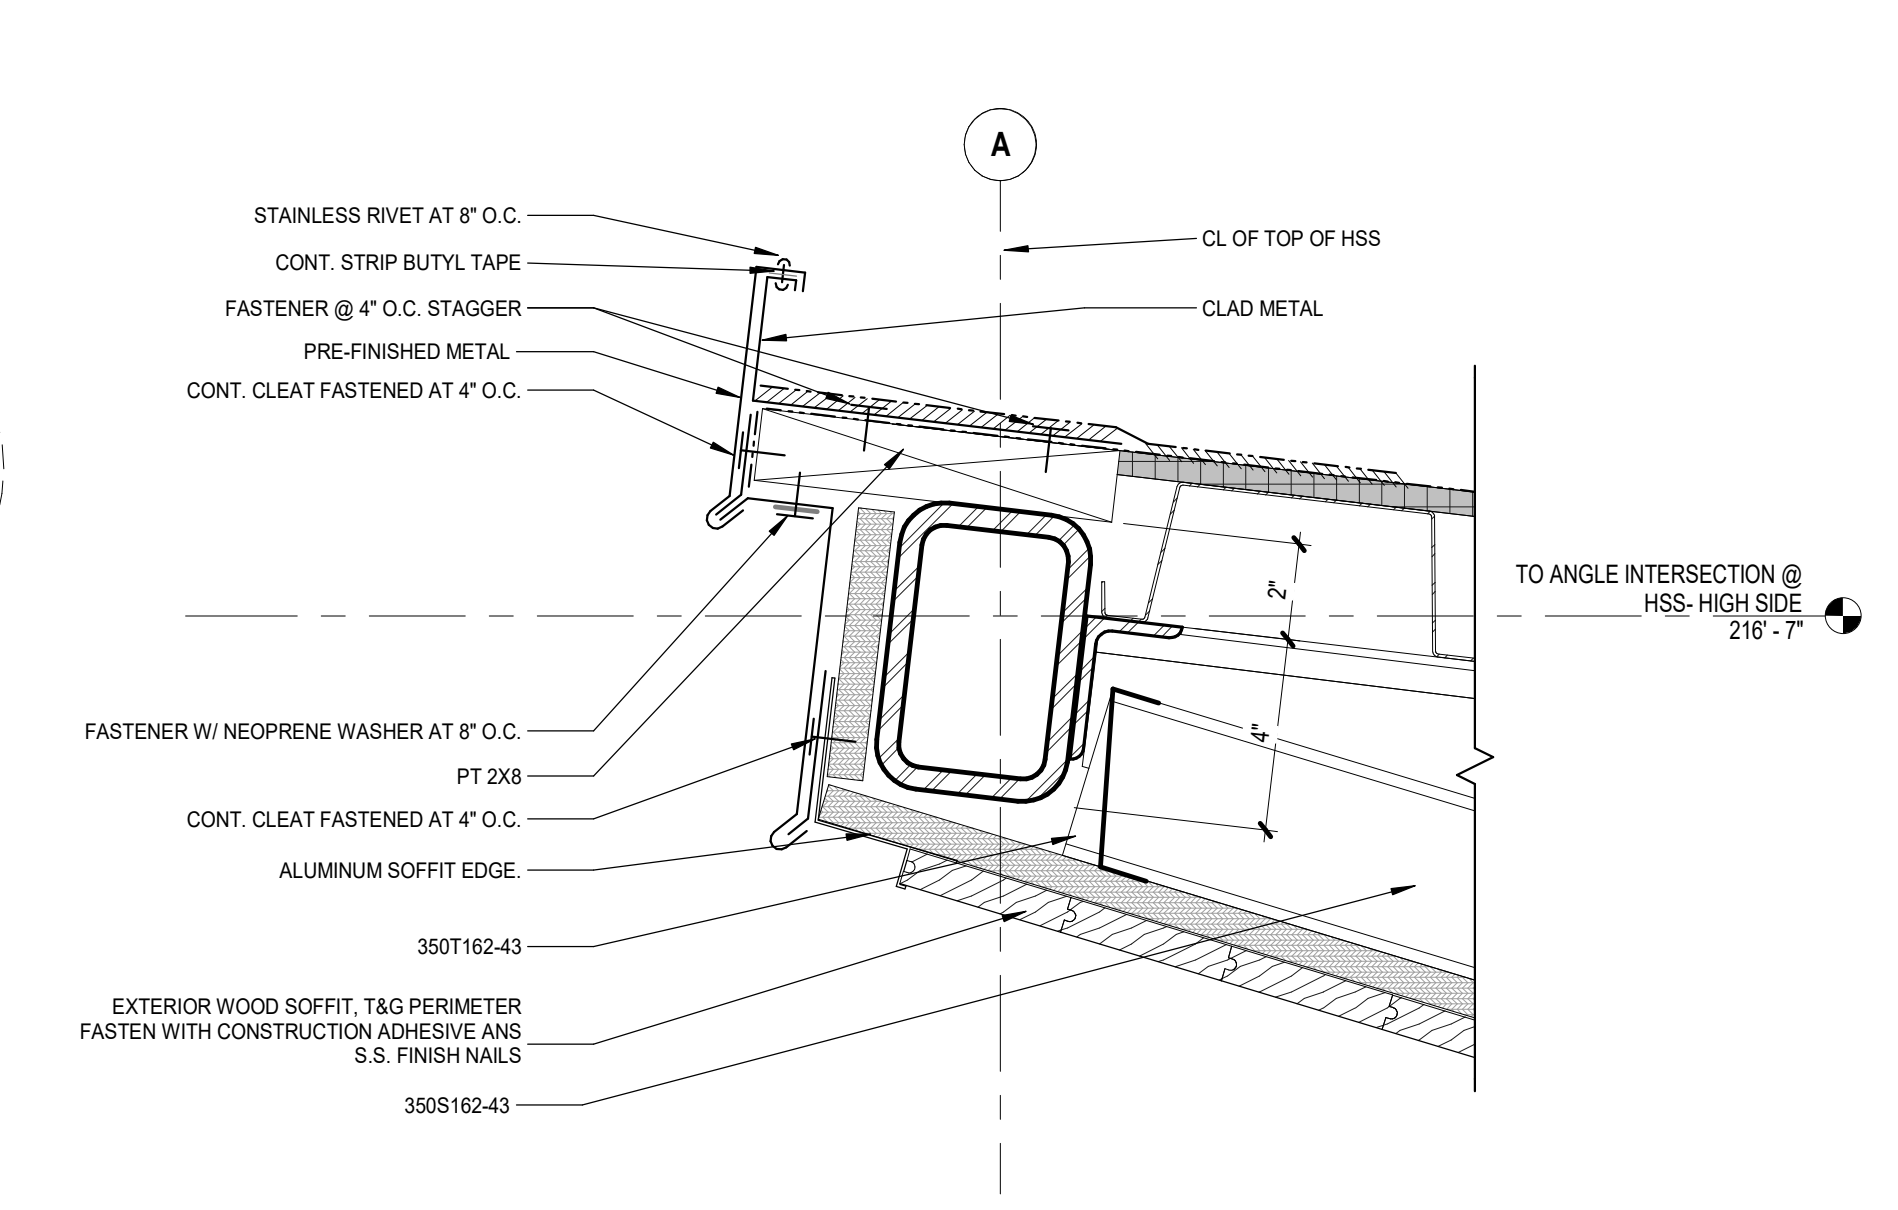 A
STAINLESS RIVET AT 8" O.C.
CONT. STRIP BUTYL TAPE
FASTENER @ 4" O.C. STAGGER
PRE-FINISHED METAL
CONT. CLEAT FASTENED AT 4" O.C.
CL OF TOP OF HSS
CLAD METAL
2"
4"
TO ANGLE INTERSECTION @
HSS- HIGH SIDE
216' - 7"
FASTENER W/ NEOPRENE WASHER AT 8" O.C.
PT 2X8
CONT. CLEAT FASTENED AT 4" O.C.
ALUMINUM SOFFIT EDGE.
350T162-43
EXTERIOR WOOD SOFFIT, T&G PERIMETER
FASTEN WITH CONSTRUCTION ADHESIVE ANS
S.S. FINISH NAILS
350S162-43